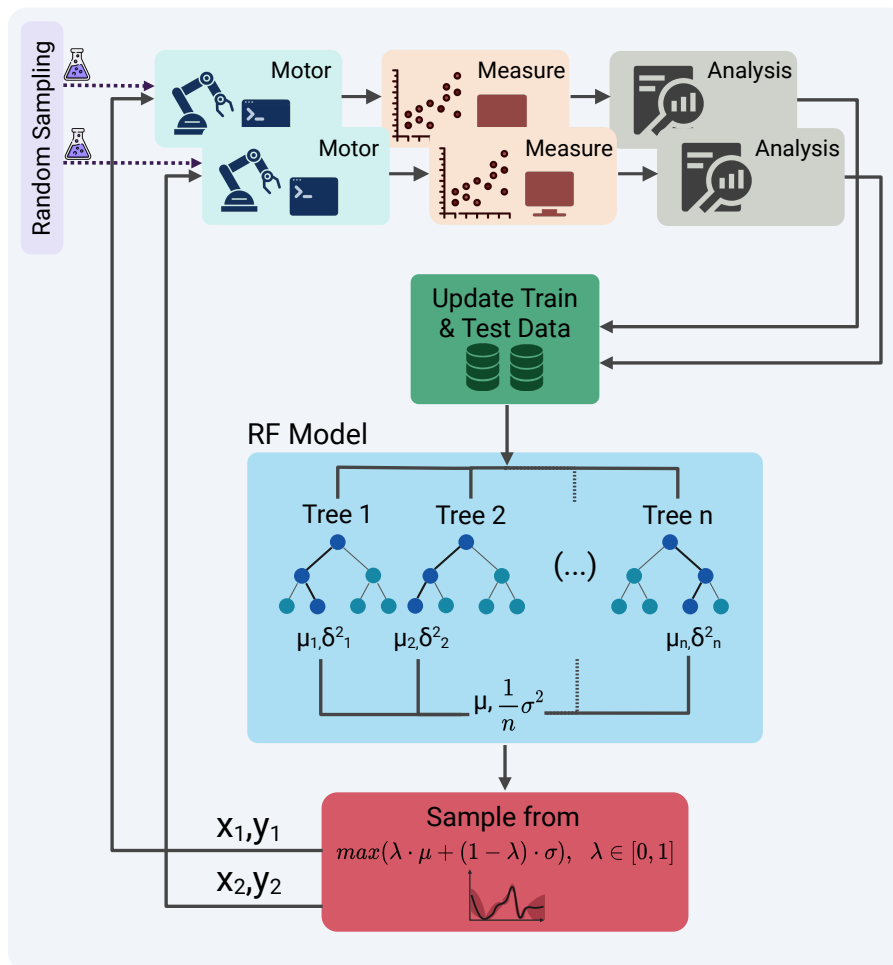 Random Sampling
Motor
Measure
Analysis
>_
Motor
Measure
Analysis
>_
Update Train
& Test Data
RF Model
Tree 1
Tree 2
Tree n
(...)
μ₁,δ²₁
μ₂,δ²₂
μₙ,δ²ₙ
μ, 1/n σ²
Sample from
max(λ · μ + (1 − λ) · σ), λ ∈ [0, 1]
x₁,y₁
x₂,y₂